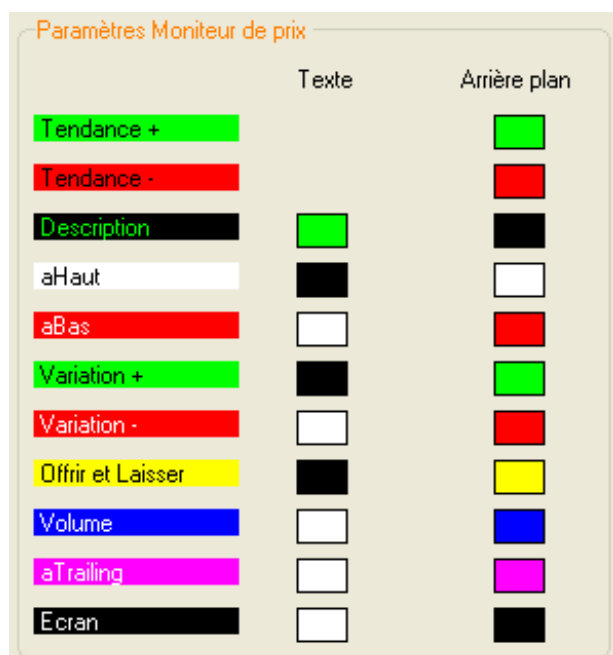 Paramètres Moniteur de prix
Texte Arrière plan
Tendance +
Tendance -
Description
aHaut
aBas
Variation +
Variation -
Offrir et Laisser
Volume
aTrailing
Ecran